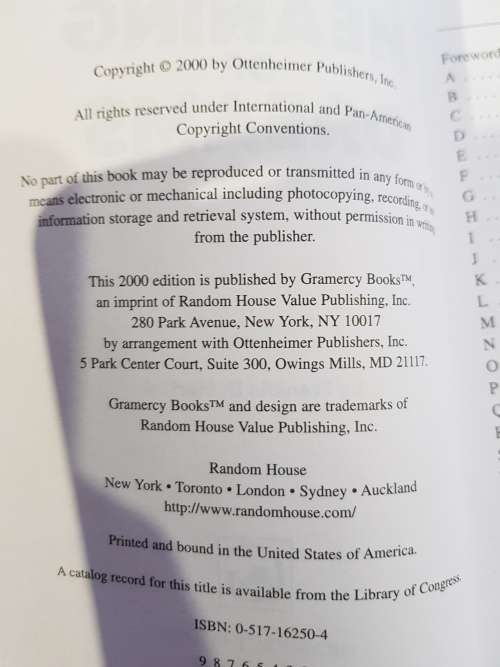 Copyright © 2000 by Ottenheimer Publishers, Inc.
All rights reserved under International and Pan-American
Copyright Conventions.
No part of this book may be reproduced or transmitted in any form or by any
means electronic or mechanical including photocopying, recording, or
information storage and retrieval system, without permission in writing
from the publisher.
This 2000 edition is published by Gramercy Books™,
an imprint of Random House Value Publishing, Inc.
280 Park Avenue, New York, NY 10017
by arrangement with Ottenheimer Publishers, Inc.
5 Park Center Court, Suite 300, Owings Mills, MD 21117.
Gramercy Books™ and design are trademarks of
Random House Value Publishing, Inc.
Random House
New York • Toronto • London • Sydney • Auckland
http://www.randomhouse.com/
Printed and bound in the United States of America.
A catalog record for this title is available from the Library of Congress.
ISBN: 0-517-16250-4
9 8 7 6 5 4
Foreword
A ....
B ....
C ....
D ....
E ....
F ....
G ...
H ...
I ...
J .
K .
L
M
N
O
P
Q